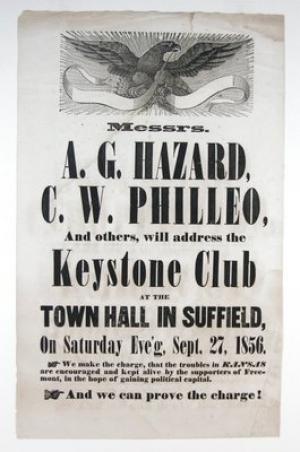 Messrs.
A. G. HAZARD,
C. W. PHILLEO,
And others, will address the
Keystone Club
AT THE
TOWN HALL IN SUFFIELD,
On Saturday Eve'g, Sept. 27, 1856.
☞ We make the charge, that the troubles in KANSAS
are encouraged and kept alive by the supporters of Free-
mont, in the hope of gaining political capital.
☞ And we can prove the charge!